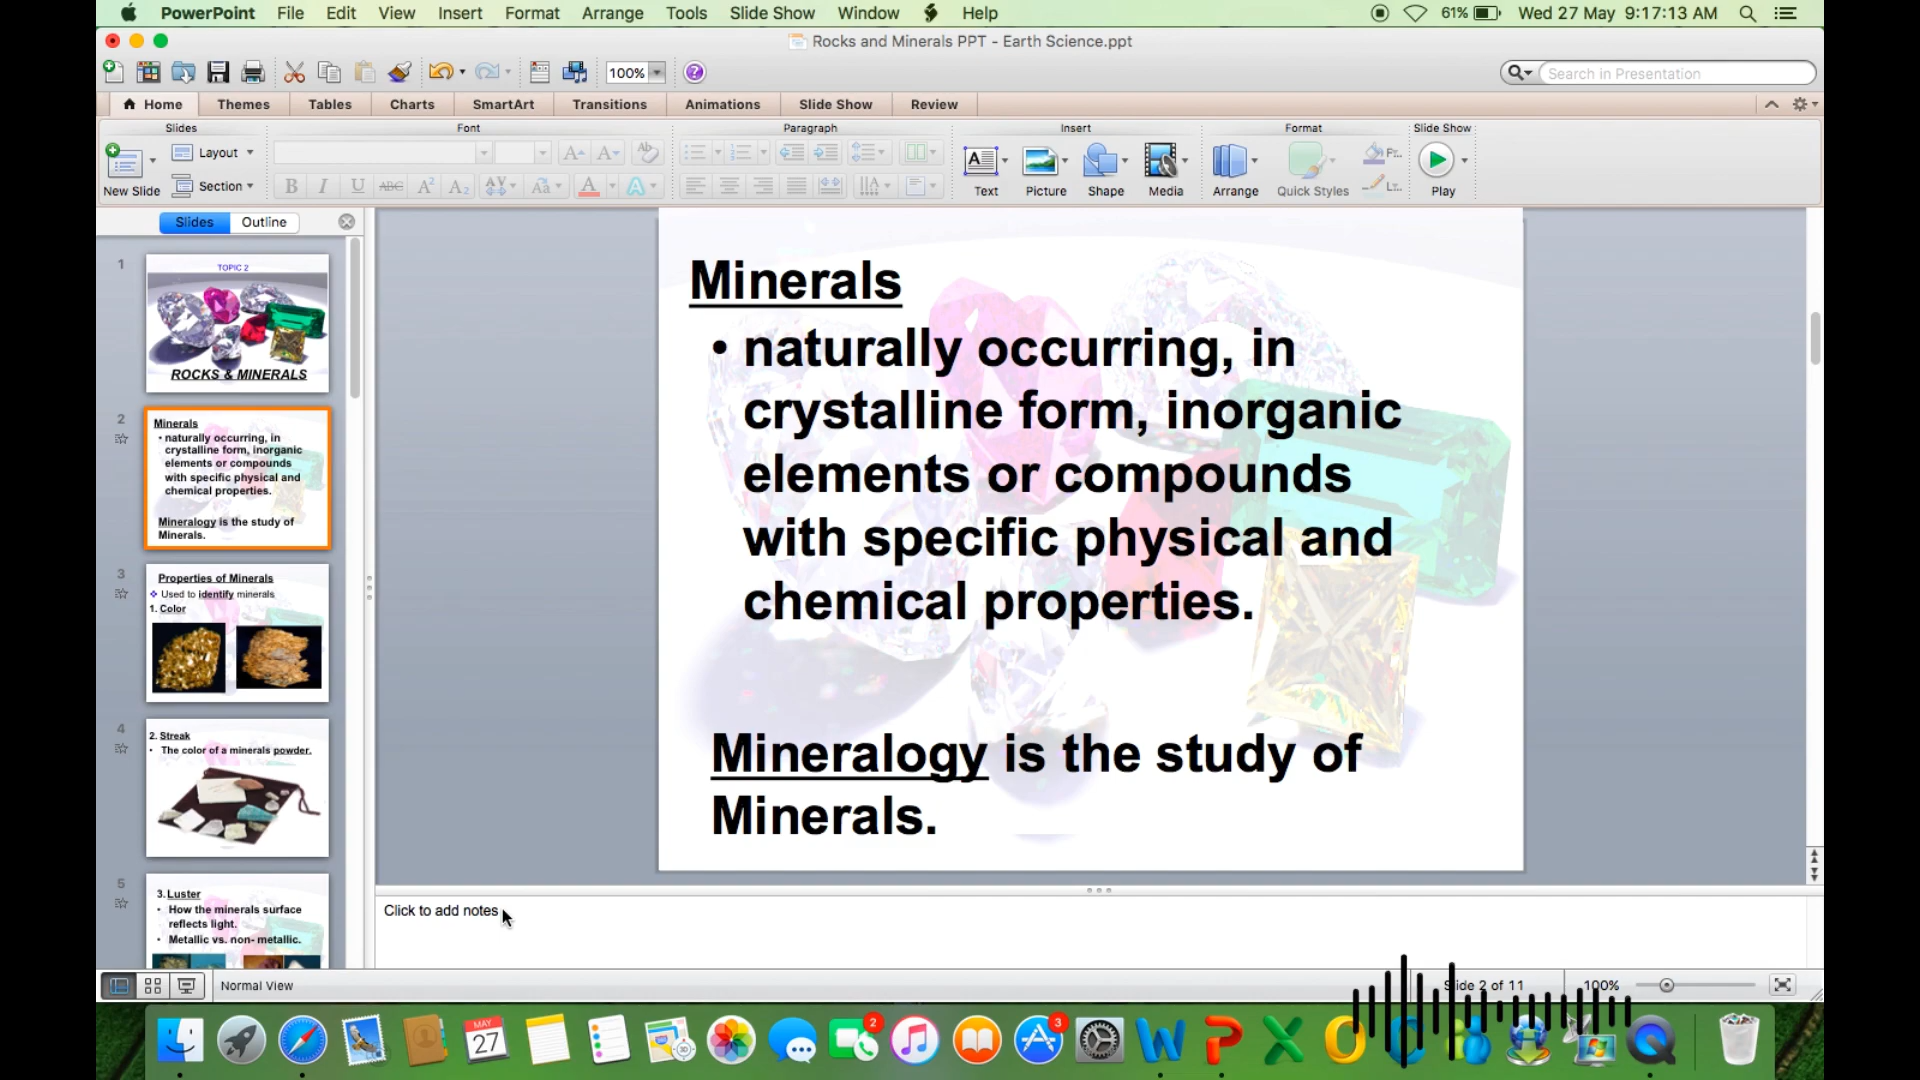 PowerPoint File Edit View Insert Format Arrange Tools Slide Show Window Help 61% Wed 27 May 9:17:13 AM
Rocks and Minerals PPT - Earth Science.ppt
100% Search in Presentation
Home Themes Tables Charts SmartArt Transitions Animations Slide Show Review
Slides Font Paragraph Insert Format Slide Show
New Slide Layout Section
Text Picture Shape Media Arrange Quick Styles Play
Slides Outline
1
TOPIC 2
ROCKS & MINERALS
2
Minerals
• naturally occurring, in
crystalline form, inorganic
elements or compounds
with specific physical and
chemical properties.
Mineralogy is the study of
Minerals.
3
Properties of Minerals
❖ Used to identify minerals
1. Color
4
2. Streak
• The color of a minerals powder.
5
3. Luster
• How the minerals surface
reflects light.
• Metallic vs. non- metallic.
Minerals
• naturally occurring, in
crystalline form, inorganic
elements or compounds
with specific physical and
chemical properties.
Mineralogy is the study of
Minerals.
Click to add notes
Normal View Slide 2 of 11 100%
MAY
27
2
3